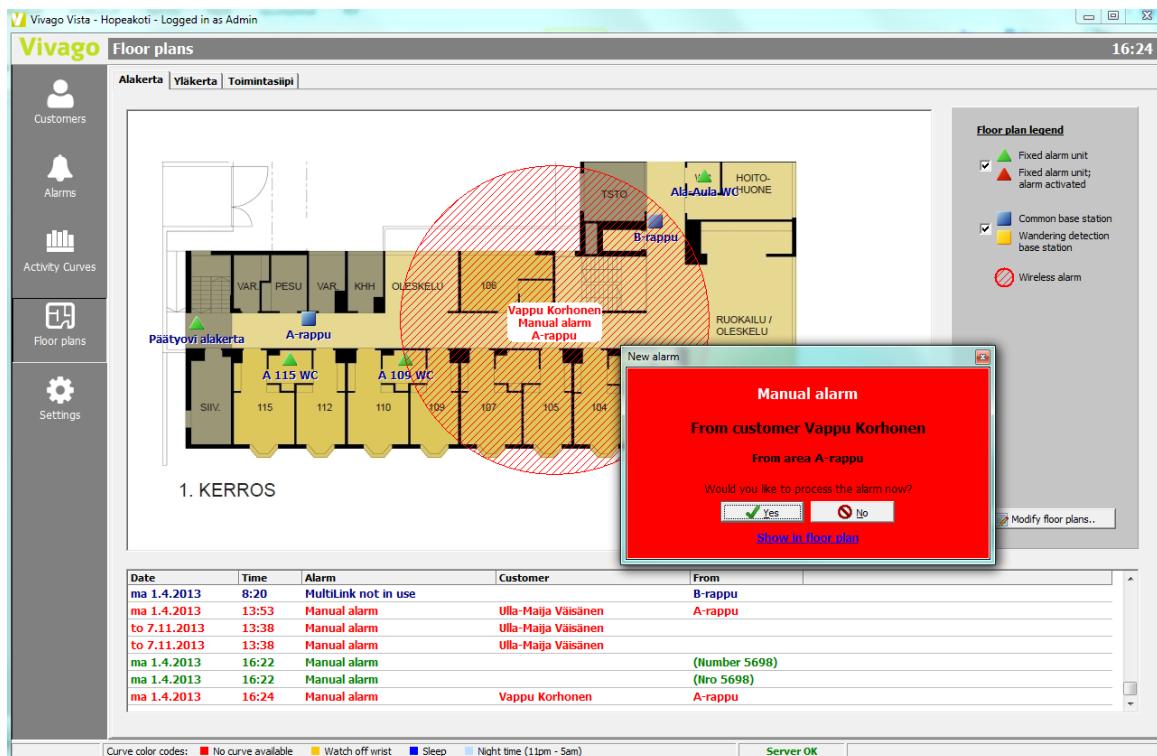 Vivago Vista - Hopeakoti - Logged in as Admin
Vivago
Floor plans
16:24
Customers
Alarms
Activity Curves
Floor plans
Settings
Alakerta Yläkerta Toimintasiipi
TSTO
HOITO-
HUONE
Ala-Aula WC
B-rappu
VAR. PESU VAR. KHH OLESKELU 106
Vappu Korhonen
Manual alarm
A-rappu
RUOKAILU /
OLESKELU
Päätyovi alakerta
A-rappu
A 115 WC
A 109 WC
SIIV. 115 112 110 109 107 105 104
1. KERROS
Floor plan legend
Fixed alarm unit
Fixed alarm unit;
alarm activated
Common base station
Wandering detection
base station
Wireless alarm
Modify floor plans..
New alarm
Manual alarm
From customer Vappu Korhonen
From area A-rappu
Would you like to process the alarm now?
Yes No
Show in floor plan
Date Time Alarm Customer From
ma 1.4.2013 8:20 MultiLink not in use B-rappu
ma 1.4.2013 13:53 Manual alarm Ulla-Maija Väisänen A-rappu
to 7.11.2013 13:38 Manual alarm Ulla-Maija Väisänen
to 7.11.2013 13:38 Manual alarm Ulla-Maija Väisänen
ma 1.4.2013 16:22 Manual alarm (Number 5698)
ma 1.4.2013 16:22 Manual alarm (Nro 5698)
ma 1.4.2013 16:24 Manual alarm Vappu Korhonen A-rappu
Curve color codes: No curve available Watch off wrist Sleep Night time (11pm - 5am) Server OK